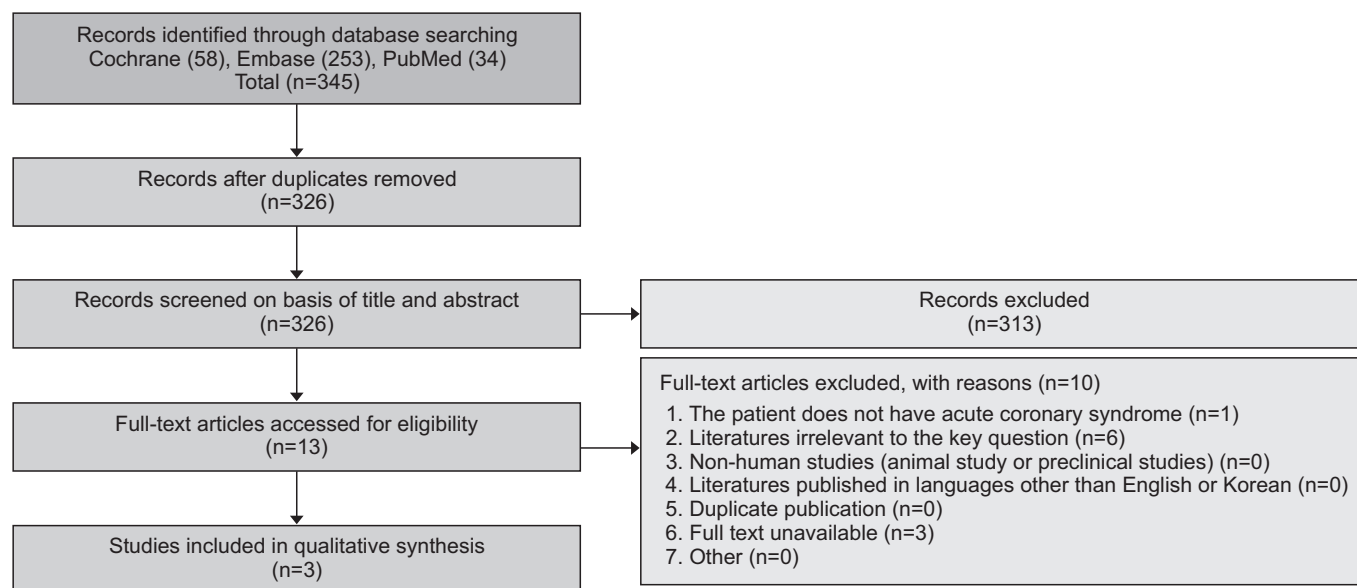 Records identified through database searching
Cochrane (58), Embase (253), PubMed (34)
Total (n=345)
Records after duplicates removed
(n=326)
Records screened on basis of title and abstract
(n=326)
Records excluded
(n=313)
Full-text articles accessed for eligibility
(n=13)
Full-text articles excluded, with reasons (n=10)
1. The patient does not have acute coronary syndrome (n=1)
2. Literatures irrelevant to the key question (n=6)
3. Non-human studies (animal study or preclinical studies) (n=0)
4. Literatures published in languages other than English or Korean (n=0)
5. Duplicate publication (n=0)
6. Full text unavailable (n=3)
7. Other (n=0)
Studies included in qualitative synthesis
(n=3)